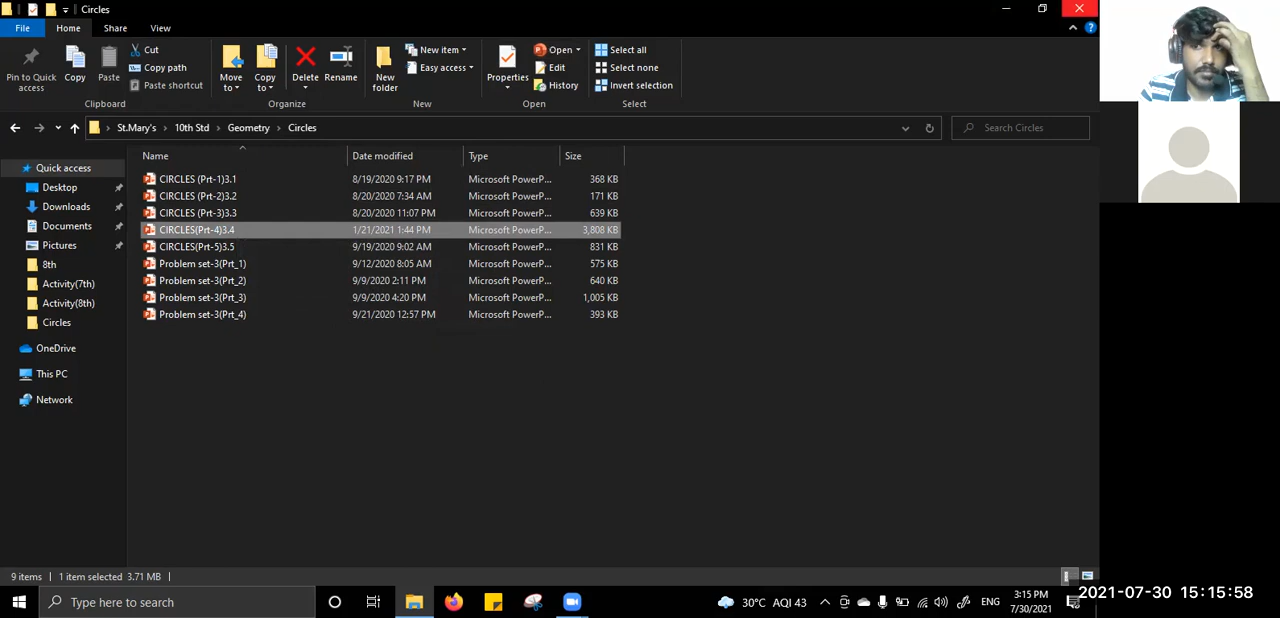 Circles
File Home Share View
Pin to Quick access
Copy
Paste
Cut
Copy path
Paste shortcut
Clipboard
Move to
Copy to
Delete
Rename
Organize
New folder
New item
Easy access
New
Properties
Open
Edit
History
Open
Select all
Select none
Invert selection
Select
St.Mary's › 10th Std › Geometry › Circles
Search Circles
Name Date modified Type Size
CIRCLES (Prt-1)3.1 8/19/2020 9:17 PM Microsoft PowerP... 368 KB
CIRCLES (Prt-2)3.2 8/20/2020 7:34 AM Microsoft PowerP... 171 KB
CIRCLES (Prt-3)3.3 8/20/2020 11:07 PM Microsoft PowerP... 639 KB
CIRCLES(Prt-4)3.4 1/21/2021 1:44 PM Microsoft PowerP... 3,808 KB
CIRCLES(Prt-5)3.5 9/19/2020 9:02 AM Microsoft PowerP... 831 KB
Problem set-3(Prt_1) 9/12/2020 8:05 AM Microsoft PowerP... 575 KB
Problem set-3(Prt_2) 9/9/2020 2:11 PM Microsoft PowerP... 640 KB
Problem set-3(Prt_3) 9/9/2020 4:20 PM Microsoft PowerP... 1,005 KB
Problem set-3(Prt_4) 9/21/2020 12:57 PM Microsoft PowerP... 393 KB
Quick access
Desktop
Downloads
Documents
Pictures
8th
Activity(7th)
Activity(8th)
Circles
OneDrive
This PC
Network
9 items | 1 item selected 3.71 MB |
Type here to search
30°C AQI 43
ENG
3:15 PM
7/30/2021
2021-07-30 15:15:58